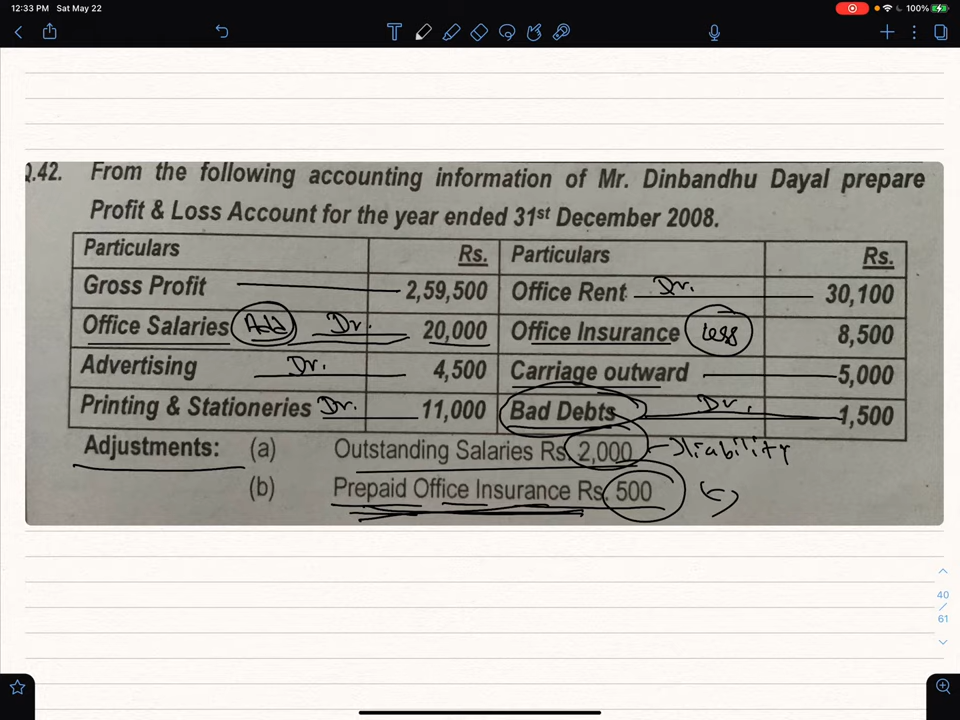 12:33 PM Sat May 22
100%
Q.42. From the following accounting information of Mr. Dinbandhu Dayal prepare
Profit & Loss Account for the year ended 31st December 2008.
Particulars Rs. Particulars Rs.
Gross Profit 2,59,500 Office Rent Dr. 30,100
Office Salaries Add Dr. 20,000 Office Insurance Less 8,500
Advertising Dr. 4,500 Carriage outward 5,000
Printing & Stationeries Dr. 11,000 Bad Debts Dr. 1,500
Adjustments: (a) Outstanding Salaries Rs. 2,000 liability
(b) Prepaid Office Insurance Rs. 500
40
/
61